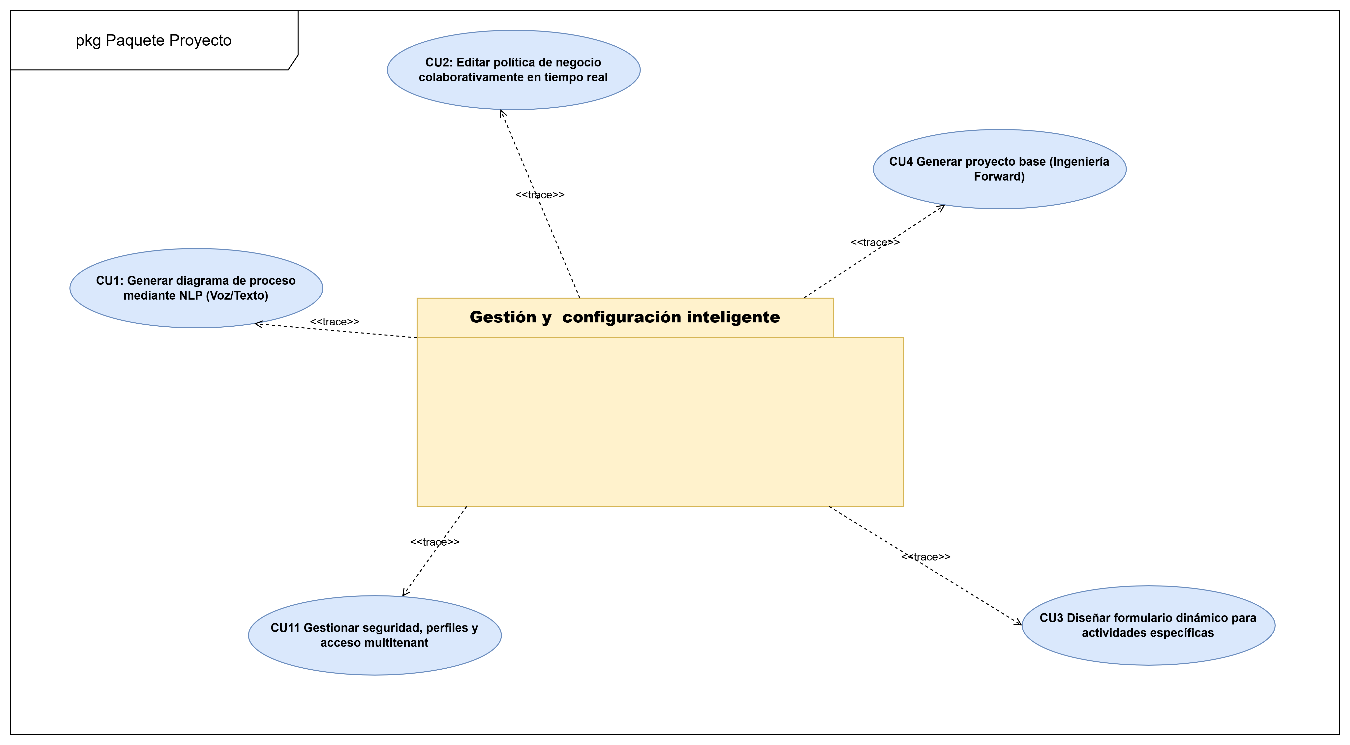 pkg Paquete Proyecto
CU2: Editar política de negocio
colaborativamente en tiempo real
CU4 Generar proyecto base (Ingeniería
Forward)
<<trace>>
<<trace>>
CU1: Generar diagrama de proceso
mediante NLP (Voz/Texto)
<<trace>>
Gestión y  configuración inteligente
<<trace>>
<<trace>>
CU11 Gestionar seguridad, perfiles y
acceso multitenant
CU3 Diseñar formulario dinámico para
actividades específicas